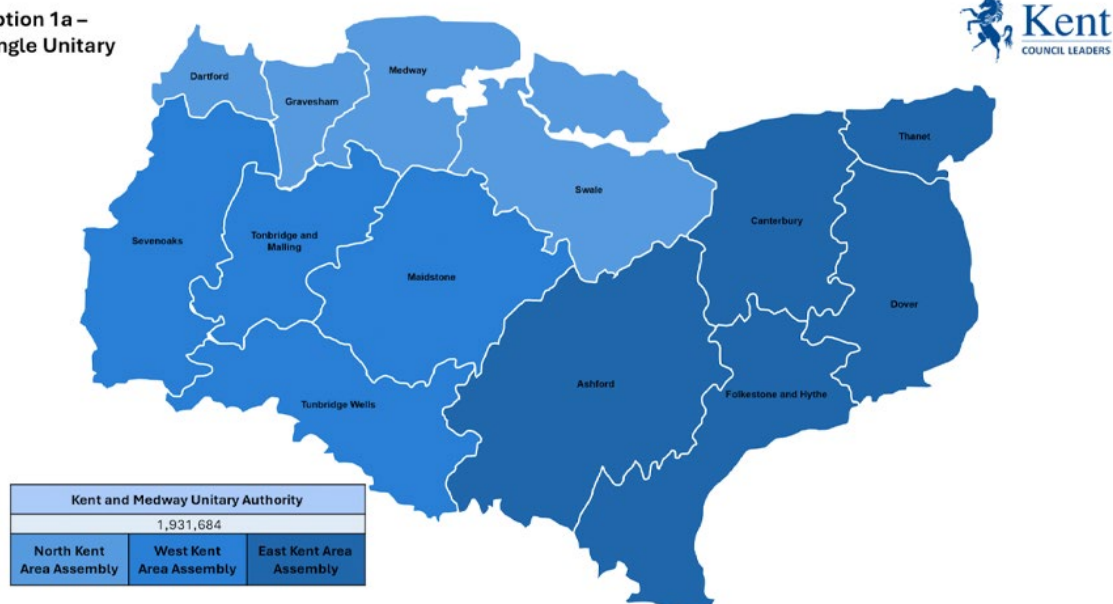 ption 1a –
ngle Unitary
Kent
COUNCIL LEADERS
Dartford
Gravesham
Medway
Thanet
Swale
Canterbury
Sevenoaks
Tonbridge and
Malling
Maidstone
Dover
Ashford
Folkestone and Hythe
Tunbridge Wells
Kent and Medway Unitary Authority
1,931,684
North Kent
Area Assembly
West Kent
Area Assembly
East Kent Area
Assembly